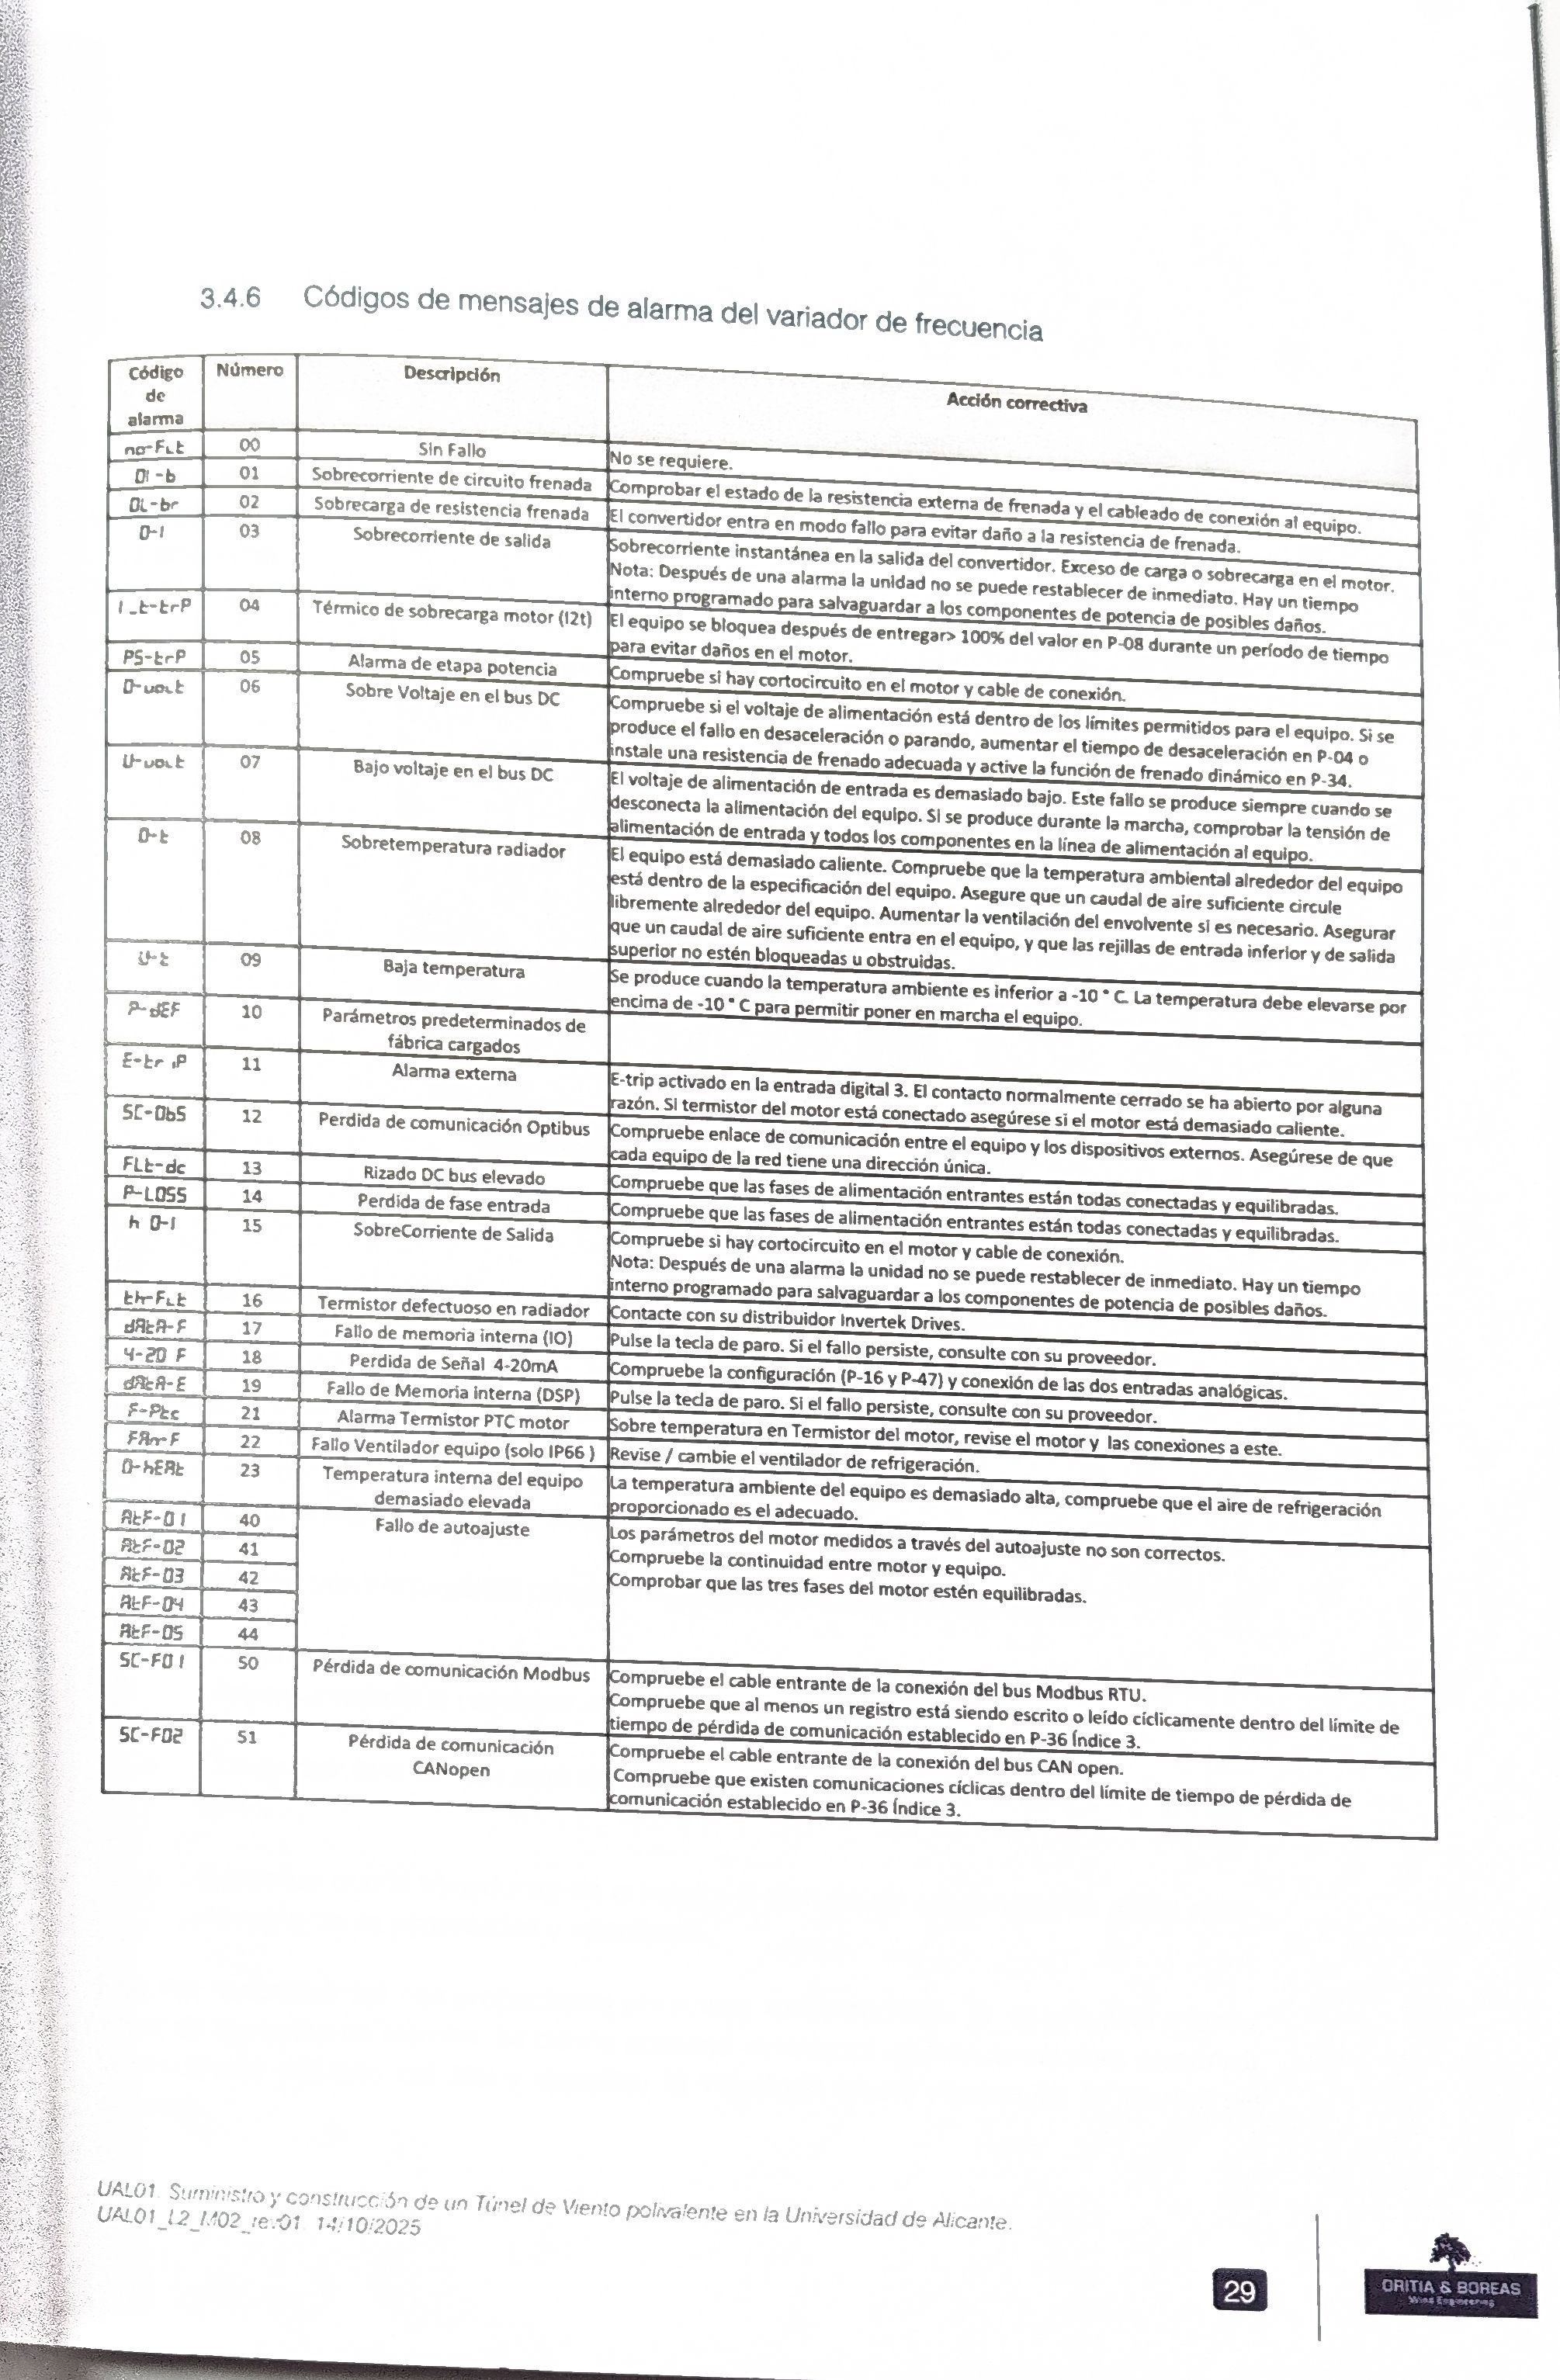 3.4.6 Códigos de mensajes de alarma del variador de frecuencia
Código de alarma Número Descripción Acción correctiva
no-FLt 00 Sin Fallo No se requiere.
OI-b 01 Sobrecorriente de circuito frenada Comprobar el estado de la resistencia externa de frenada y el cableado de conexión al equipo.
OL-br 02 Sobrecarga de resistencia frenada El convertidor entra en modo fallo para evitar daño a la resistencia de frenada.
O-I 03 Sobrecorriente de salida Sobrecorriente instantánea en la salida del convertidor. Exceso de carga o sobrecarga en el motor.
Nota: Después de una alarma la unidad no se puede restablecer de inmediato. Hay un tiempo
interno programado para salvaguardar a los componentes de potencia de posibles daños.
I_t-trP 04 Térmico de sobrecarga motor (I2t) El equipo se bloquea después de entregar> 100% del valor en P-08 durante un período de tiempo
para evitar daños en el motor.
PS-trP 05 Alarma de etapa potencia Compruebe si hay cortocircuito en el motor y cable de conexión.
O-uoLt 06 Sobre Voltaje en el bus DC Compruebe si el voltaje de alimentación está dentro de los límites permitidos para el equipo. Si se
produce el fallo en desaceleración o parando, aumentar el tiempo de desaceleración en P-04 o
instale una resistencia de frenado adecuada y active la función de frenado dinámico en P-34.
U-uoLt 07 Bajo voltaje en el bus DC El voltaje de alimentación de entrada es demasiado bajo. Este fallo se produce siempre cuando se
desconecta la alimentación del equipo. Si se produce durante la marcha, comprobar la tensión de
alimentación de entrada y todos los componentes en la línea de alimentación al equipo.
O-t 08 Sobretemperatura radiador El equipo está demasiado caliente. Compruebe que la temperatura ambiental alrededor del equipo
está dentro de la especificación del equipo. Asegure que un caudal de aire suficiente circule
libremente alrededor del equipo. Aumentar la ventilación del envolvente si es necesario. Asegurar
que un caudal de aire suficiente entra en el equipo, y que las rejillas de entrada inferior y de salida
superior no estén bloqueadas u obstruidas.
U-t 09 Baja temperatura Se produce cuando la temperatura ambiente es inferior a -10 ° C. La temperatura debe elevarse por
encima de -10 ° C para permitir poner en marcha el equipo.
P-dEF 10 Parámetros predeterminados de
fábrica cargados
E-triP 11 Alarma externa E-trip activado en la entrada digital 3. El contacto normalmente cerrado se ha abierto por alguna
razón. Si termistor del motor está conectado asegúrese si el motor está demasiado caliente.
SC-ObS 12 Perdida de comunicación Optibus Compruebe enlace de comunicación entre el equipo y los dispositivos externos. Asegúrese de que
cada equipo de la red tiene una dirección única.
FLt-dc 13 Rizado DC bus elevado Compruebe que las fases de alimentación entrantes están todas conectadas y equilibradas.
P-LOSS 14 Perdida de fase entrada Compruebe que las fases de alimentación entrantes están todas conectadas y equilibradas.
h O-I 15 SobreCorriente de Salida Compruebe si hay cortocircuito en el motor y cable de conexión.
Nota: Después de una alarma la unidad no se puede restablecer de inmediato. Hay un tiempo
interno programado para salvaguardar a los componentes de potencia de posibles daños.
th-FLt 16 Termistor defectuoso en radiador Contacte con su distribuidor Invertek Drives.
dAtA-F 17 Fallo de memoria interna (IO) Pulse la tecla de paro. Si el fallo persiste, consulte con su proveedor.
4-20 F 18 Perdida de Señal 4-20mA Compruebe la configuración (P-16 y P-47) y conexión de las dos entradas analógicas.
dAtA-E 19 Fallo de Memoria interna (DSP) Pulse la tecla de paro. Si el fallo persiste, consulte con su proveedor.
F-Ptc 21 Alarma Termistor PTC motor Sobre temperatura en Termistor del motor, revise el motor y las conexiones a este.
FAn-F 22 Fallo Ventilador equipo (solo IP66 ) Revise / cambie el ventilador de refrigeración.
O-hEAt 23 Temperatura interna del equipo
demasiado elevada La temperatura ambiente del equipo es demasiado alta, compruebe que el aire de refrigeración
proporcionado es el adecuado.
AtF-01 40 Fallo de autoajuste Los parámetros del motor medidos a través del autoajuste no son correctos.
AtF-02 41 Compruebe la continuidad entre motor y equipo.
AtF-03 42 Comprobar que las tres fases del motor estén equilibradas.
AtF-04 43
AtF-05 44
SC-F01 50 Pérdida de comunicación Modbus Compruebe el cable entrante de la conexión del bus Modbus RTU.
Compruebe que al menos un registro está siendo escrito o leído cíclicamente dentro del límite de
tiempo de pérdida de comunicación establecido en P-36 Índice 3.
SC-F02 51 Pérdida de comunicación
CANopen Compruebe el cable entrante de la conexión del bus CAN open.
Compruebe que existen comunicaciones cíclicas dentro del límite de tiempo de pérdida de
comunicación establecido en P-36 Índice 3.
UAL01. Suministro y construcción de un Túnel de Viento polivalente en la Universidad de Alicante.
UAL01_L2_M02_rev01. 14/10/2025
29
ORITIA & BOREAS
Wind Engineering